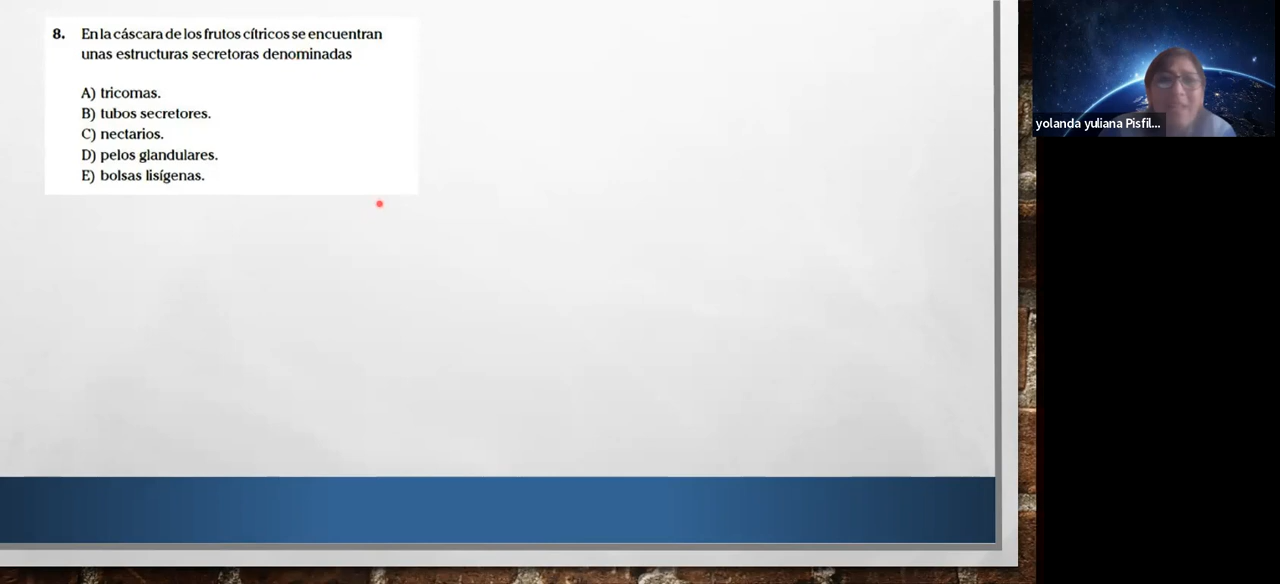 8. En la cáscara de los frutos cítricos se encuentran
unas estructuras secretoras denominadas
A) tricomas.
B) tubos secretores.
C) nectarios.
D) pelos glandulares.
E) bolsas lisígenas.
yolanda yuliana Pisfil...